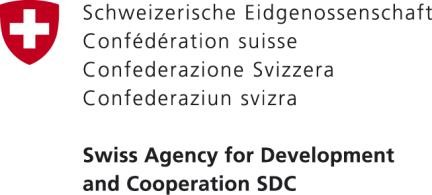 Schweizerische Eidgenossenschaft
Confédération suisse
Confederazione Svizzera
Confederaziun svizra
Swiss Agency for Development
and Cooperation SDC